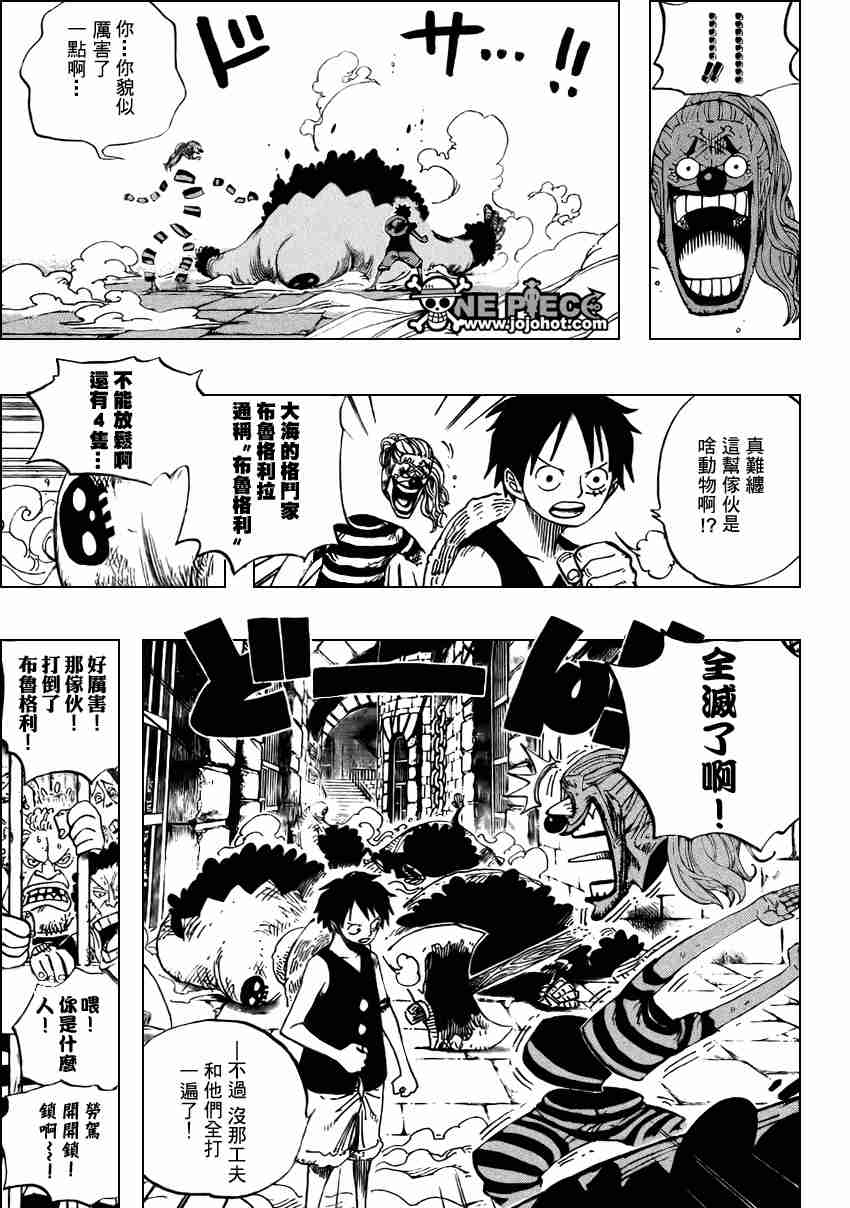 ………
………!!
你…你貌似
厲害了
一點啊…
ドサ…!!
ONE PIECE
www.jojohot.com
真難纏
這幫傢伙是
啥動物啊!?
大海的格鬥家
布魯格利拉
通稱"布魯格利"
不能放鬆啊
還有4隻…
全滅了啊!
どーん
一不過 沒那工夫
和他們全打
一遍了!
好厲害!
那傢伙!
打倒了
布魯格利!
喂!
你是什麼
人!
勞駕
開開鎖!
鎖啊~!